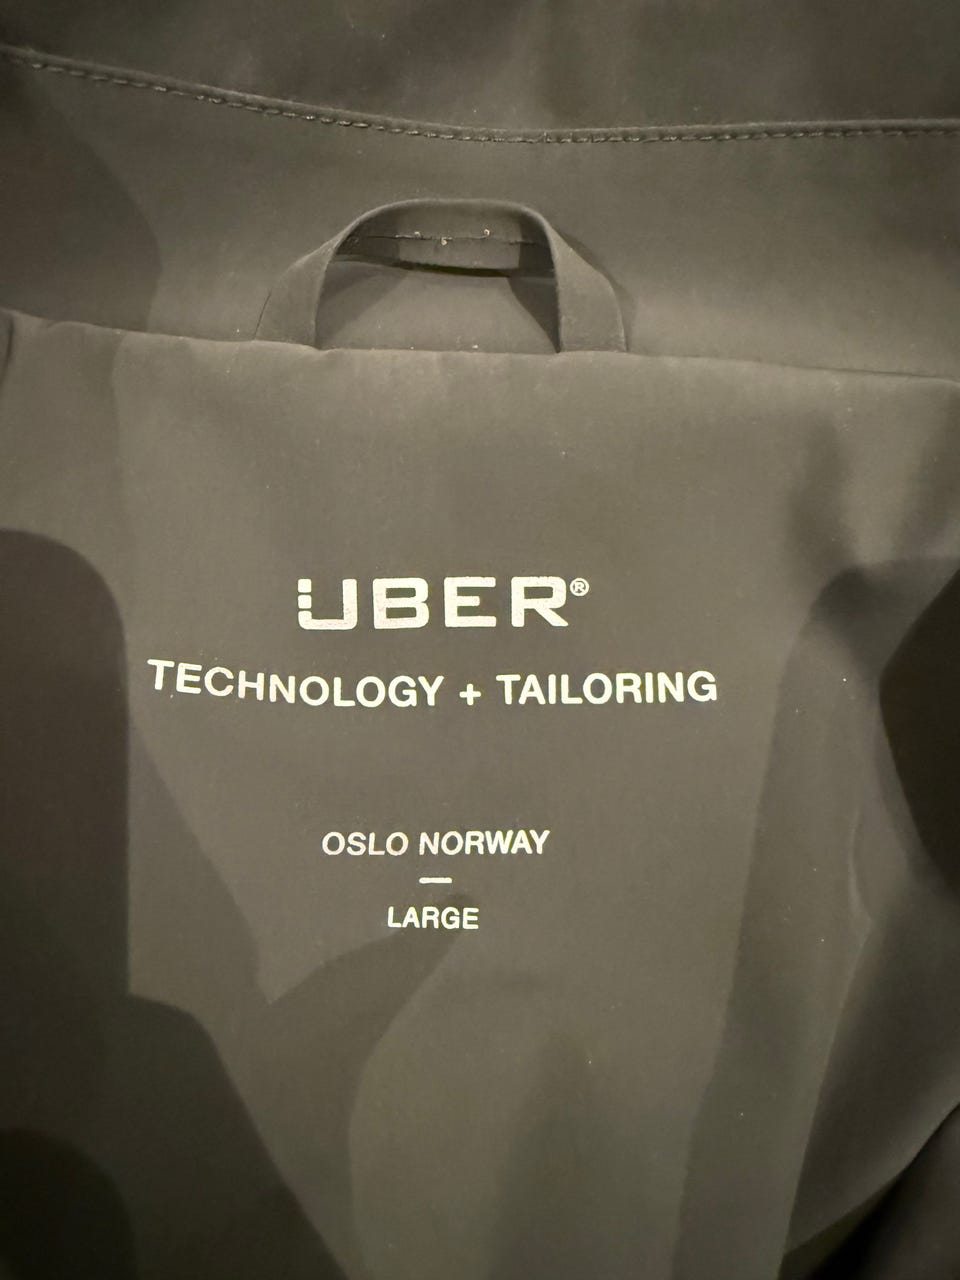 UBER®
TECHNOLOGY + TAILORING
OSLO NORWAY
—
LARGE